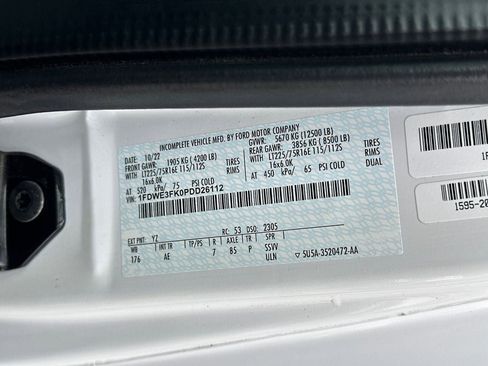 INCOMPLETE VEHICLE MFD. BY FORD MOTOR COMPANY
DATE: 10/22 GVWR: 5670 KG (12500 LB)
FRONT GAWR: 1905 KG (4200 LB) REAR GAWR: 3856 KG (8500 LB)
LT225/75R16E 115/112S TIRES WITH LT225/75R16E 115/112S TIRES
16x6.0K RIMS WITH 16x6.0K RIMS
AT 520 kPa/ 75 PSI COLD AT 450 kPa/ 65 PSI COLD DUAL
1FDWE3FK0PDD26112
EXT PNT: YZ RC: 53 DSO: 2305
WB INT TR TP/PS R AXLE TR SPR
176 AE 7 85 P SSVV
ULN 5U5A-3520472-AA
1595-20